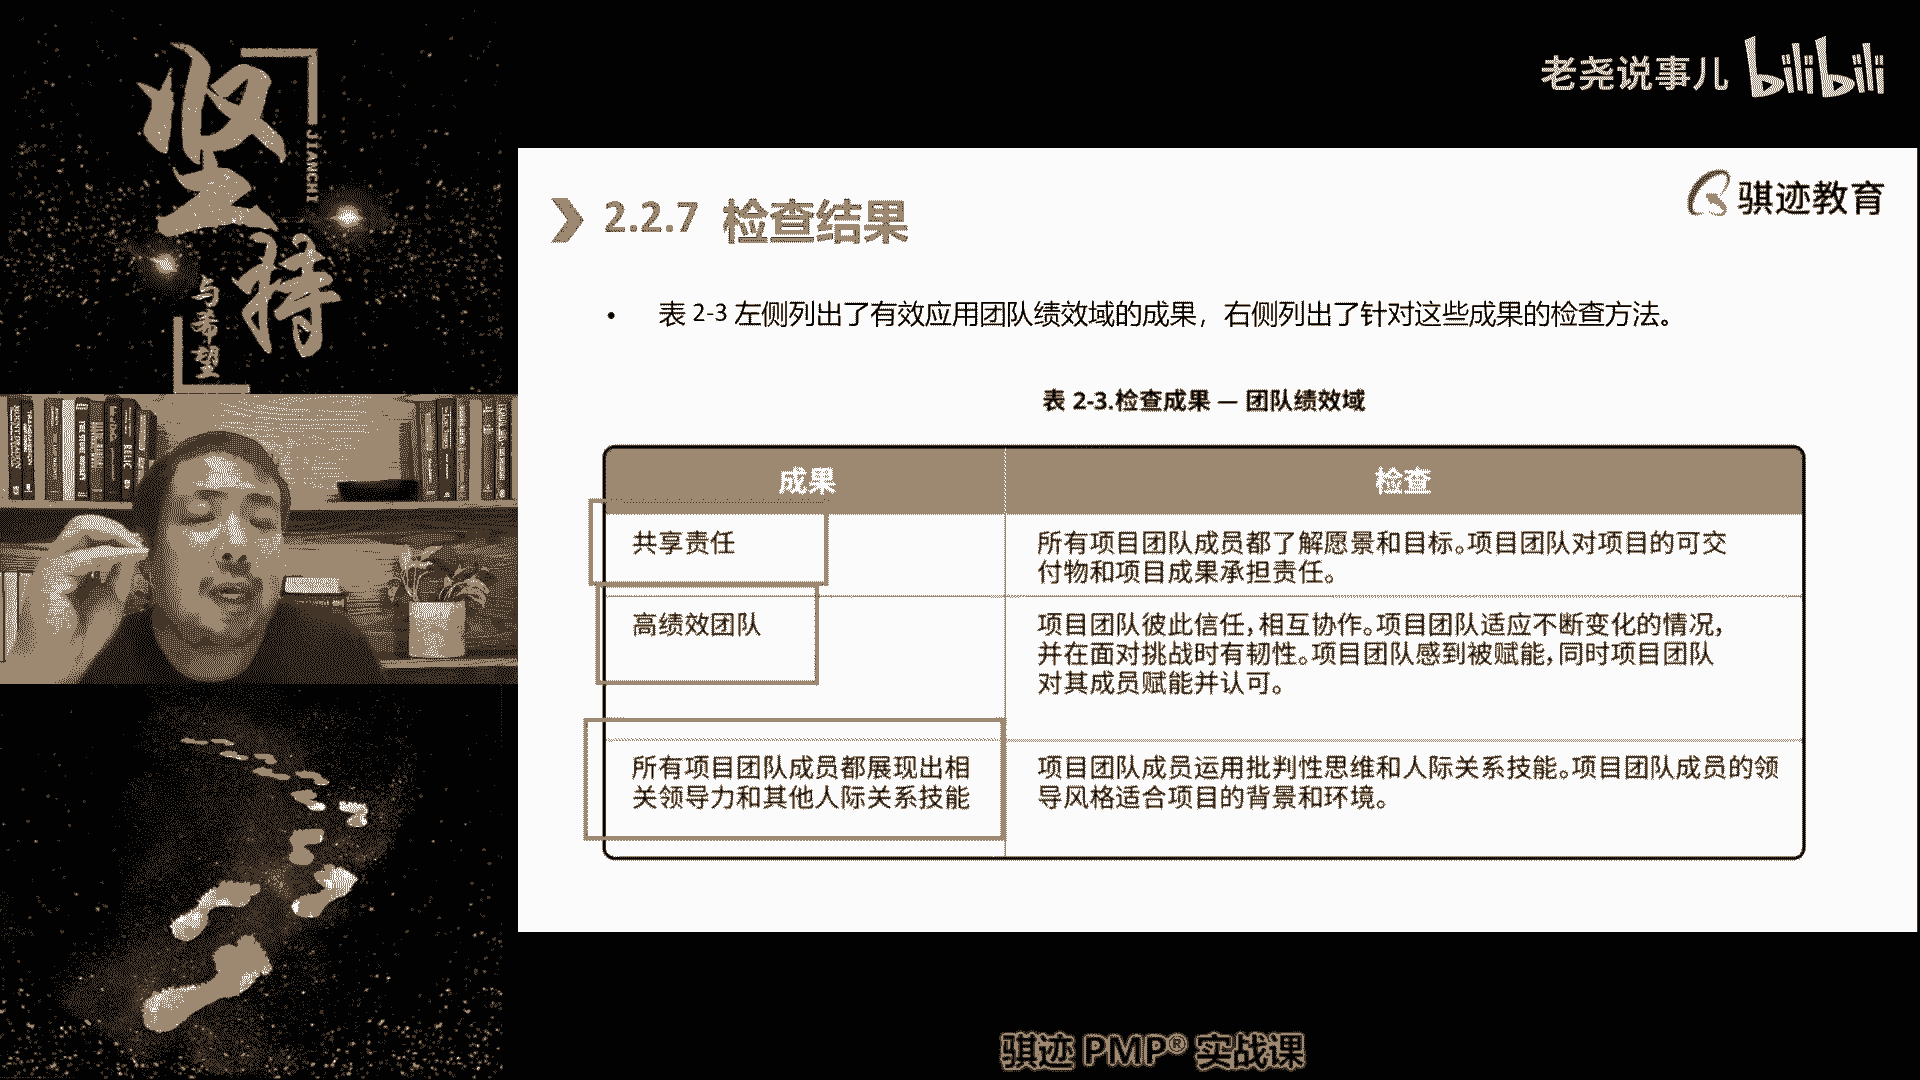 坚持
JIANCHI
与希望
老尧说事儿 bilibili
骐迹教育
2.2.7 检查结果
• 表 2-3 左侧列出了有效应用团队绩效域的成果，右侧列出了针对这些成果的检查方法。
表 2-3.检查成果 — 团队绩效域
成果
检查
共享责任
所有项目团队成员都了解愿景和目标。项目团队对项目的可交
付物和项目成果承担责任。
高绩效团队
项目团队彼此信任，相互协作。项目团队适应不断变化的情况，
并在面对挑战时有韧性。项目团队感到被赋能，同时项目团队
对其成员赋能并认可。
所有项目团队成员都展现出相
关领导力和其他人际关系技能
项目团队成员运用批判性思维和人际关系技能。项目团队成员的领
导风格适合项目的背景和环境。
骐迹 PMP® 实战课